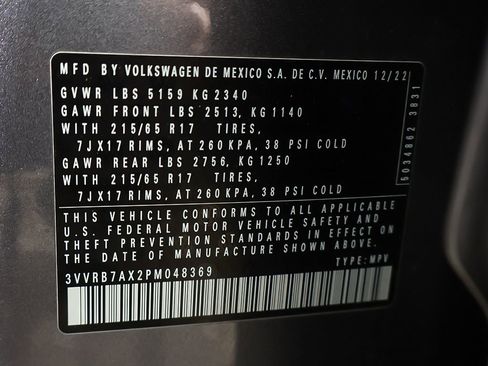 MFD BY VOLKSWAGEN DE MEXICO S.A. DE C.V. MEXICO 12/22
GVWR LBS 5159 KG 2340
GAWR FRONT LBS 2513, KG 1140
WITH 215/65 R17 TIRES,
7JX17 RIMS, AT 260 KPA, 38 PSI COLD
GAWR REAR LBS 2756, KG 1250
WITH 215/65 R17 TIRES,
7JX17 RIMS, AT 260 KPA, 38 PSI COLD
THIS VEHICLE CONFORMS TO ALL APPLICABLE
U.S. FEDERAL MOTOR VEHICLE SAFETY AND
THEFT PREVENTION STANDARDS IN EFFECT ON
THE DATE OF MANUFACTURE SHOWN ABOVE
3VVRB7AX2PM048369 TYPE: MPV
5034862 3831